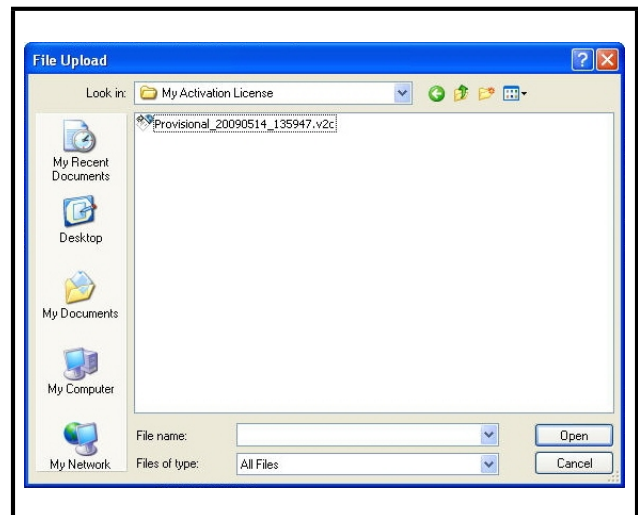 File Upload
Look in: My Activation License
Provisional_20090514_135947.v2c
My Recent
Documents
Desktop
My Documents
My Computer
My Network
File name:
Open
Files of type: All Files
Cancel